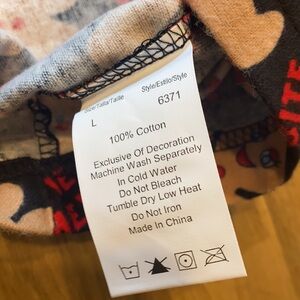 Size/Talla/Taille Style/Estilo/Style
L 6371
100% Cotton
Exclusive of Decoration
Machine Wash Separately
In Cold Water
Do Not Bleach
Tumble Dry Low Heat
Do Not Iron
Made in China